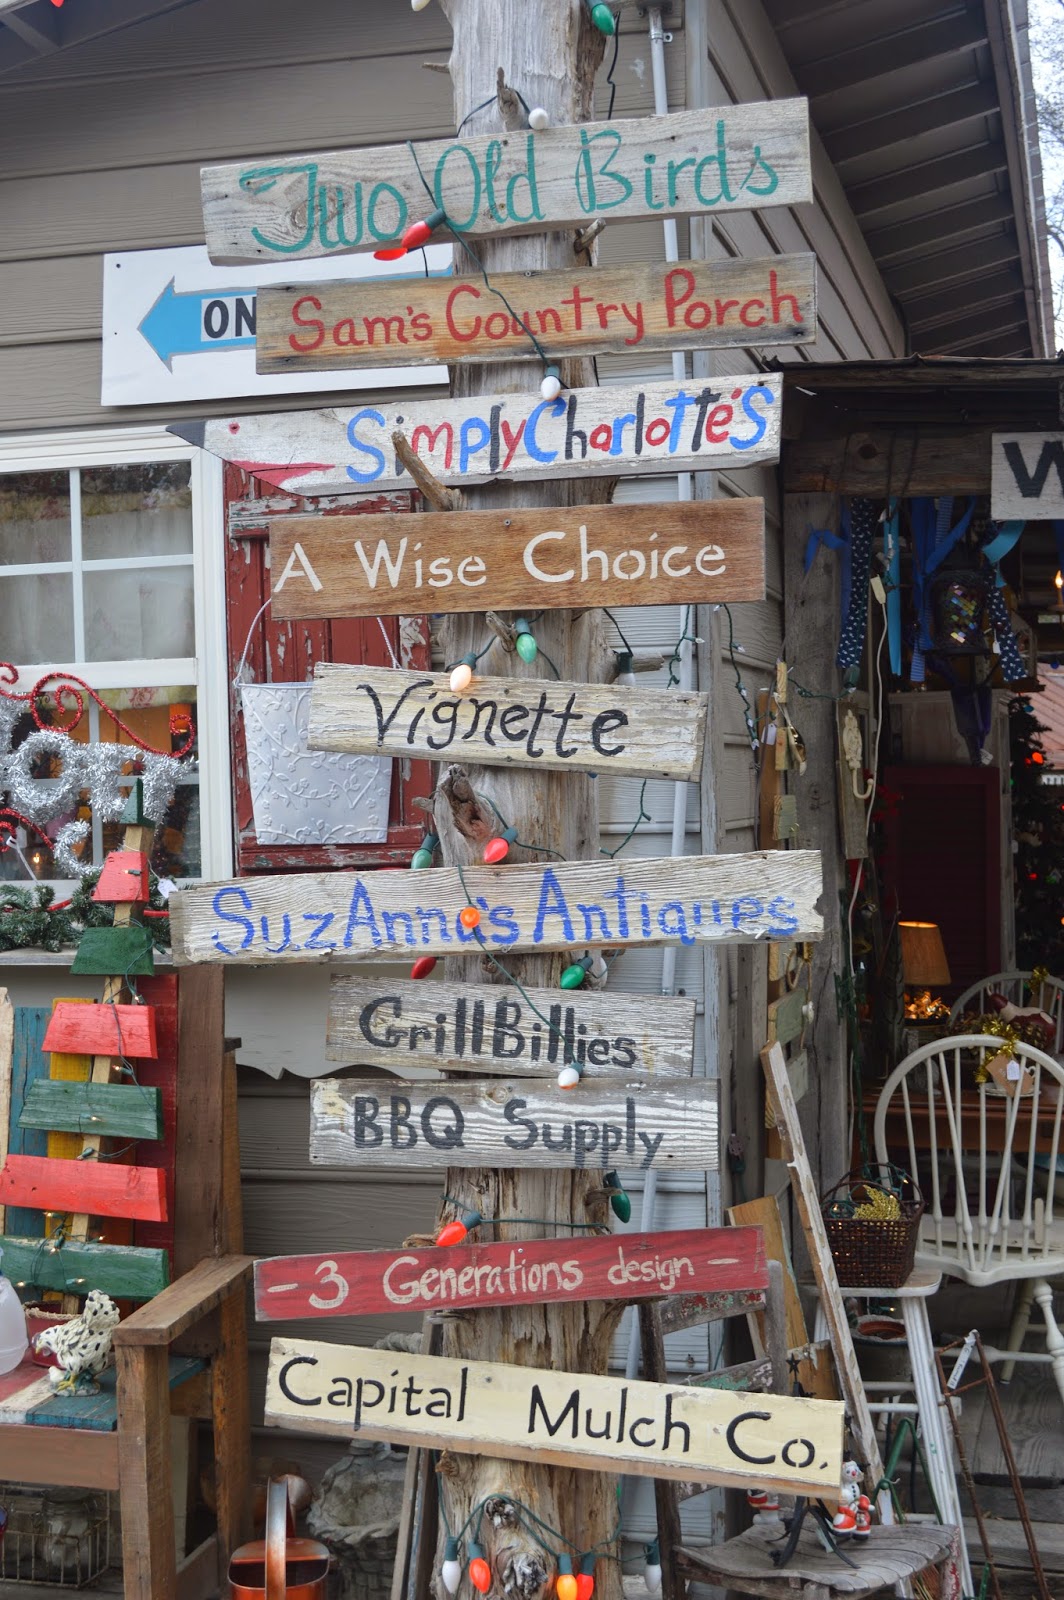 Two Old Birds
ON
Sam's Country Porch
SimplyCharlotte's
A Wise Choice
Vignette
SuzAnna's Antiques
GrillBillies
BBQ Supply
- 3 Generations design -
Capital Mulch Co.